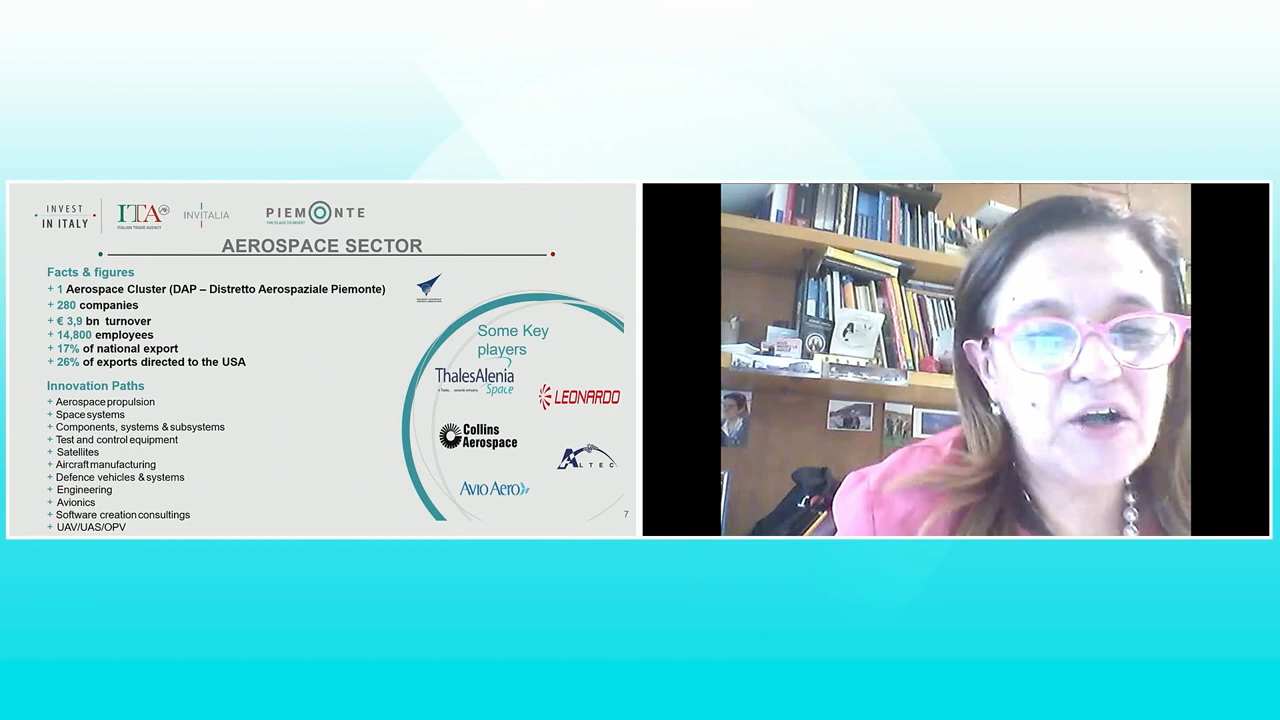 INVEST
IN ITALY
ITA
ITALIAN TRADE AGENCY
INVITALIA
PIEMONTE
THE PLACE TO INVEST
AEROSPACE SECTOR
Facts & figures
+ 1 Aerospace Cluster (DAP – Distretto Aerospaziale Piemonte)
+ 280 companies
+ € 3,9 bn turnover
+ 14,800 employees
+ 17% of national export
+ 26% of exports directed to the USA
Innovation Paths
+ Aerospace propulsion
+ Space systems
+ Components, systems & subsystems
+ Test and control equipment
+ Satellites
+ Aircraft manufacturing
+ Defence vehicles & systems
+ Engineering
+ Avionics
+ Software creation consultings
+ UAV/UAS/OPV
Some Key
players
ThalesAlenia
Space
LEONARDO
Collins
Aerospace
ALTEC
AVIO AERO
7